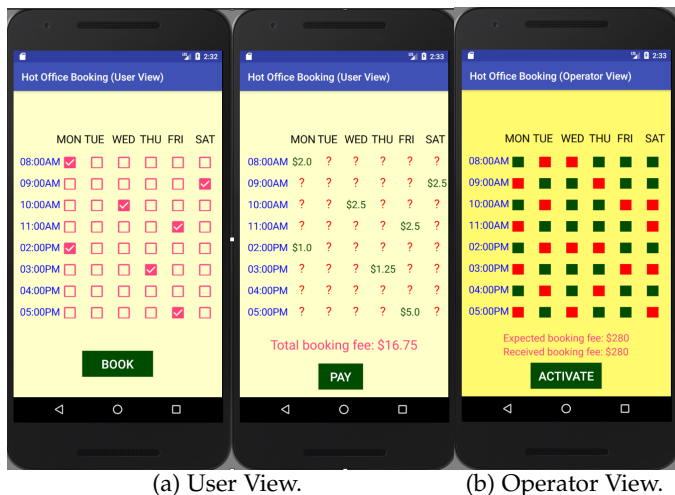 2:32
Hot Office Booking (User View)
MON TUE WED THU FRI SAT
08:00AM
09:00AM
10:00AM
11:00AM
02:00PM
03:00PM
04:00PM
05:00PM
BOOK
2:33
Hot Office Booking (User View)
MON TUE WED THU FRI SAT
08:00AM $2.0 ? ? ? ? ?
09:00AM ? ? ? ? ? $2.5
10:00AM ? ? $2.5 ? ? ?
11:00AM ? ? ? ? $2.5 ?
02:00PM $1.0 ? ? ? ? ?
03:00PM ? ? ? $1.25 ? ?
04:00PM ? ? ? ? ? ?
05:00PM ? ? ? ? $5.0 ?
Total booking fee: $16.75
PAY
2:33
Hot Office Booking (Operator View)
MON TUE WED THU FRI SAT
08:00AM
09:00AM
10:00AM
11:00AM
02:00PM
03:00PM
04:00PM
05:00PM
Expected booking fee: $280
Received booking fee: $280
ACTIVATE
(a) User View.
(b) Operator View.